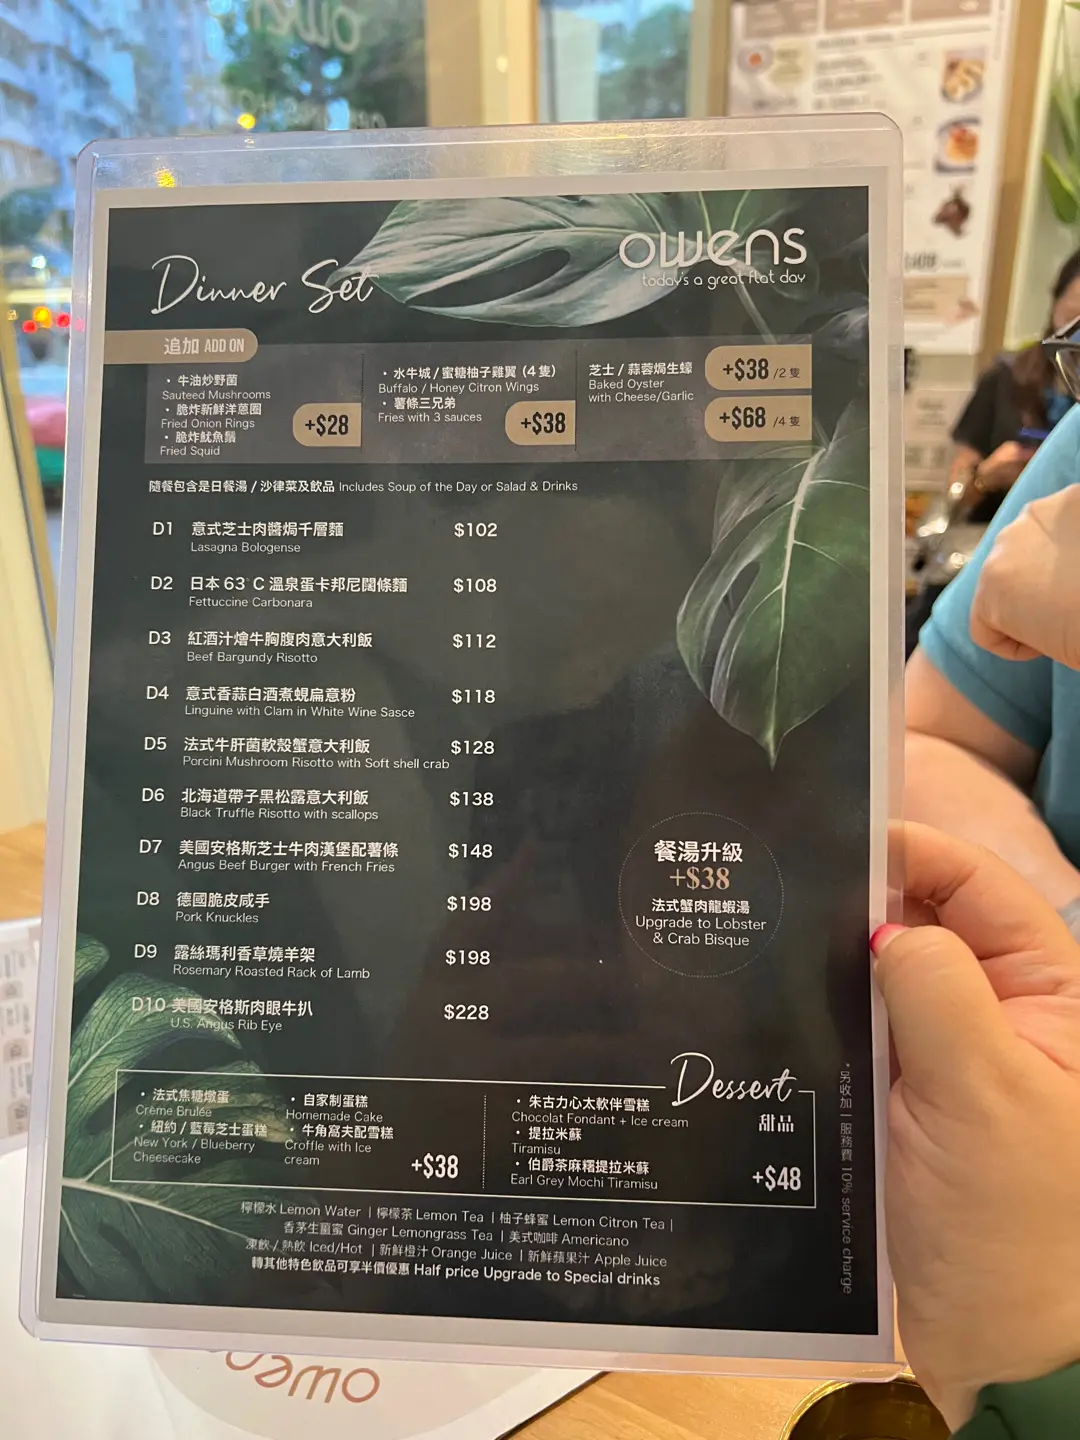 owens
today's a great flat day
Dinner Set
追加 ADD ON
• 牛油炒野菌
Sauteed Mushrooms
• 脆炸新鮮洋蔥圈
Fried Onion Rings
• 脆炸魷魚鬚
Fried Squid
+$28
• 水牛城 / 蜜糖柚子雞翼 (4隻)
Buffalo / Honey Citron Wings
• 薯條三兄弟
Fries with 3 sauces
+$38
芝士 / 蒜蓉焗生蠔
Baked Oyster
with Cheese/Garlic
+$38 /2 隻
+$68 /4 隻
隨餐包含是日餐湯 / 沙律菜及飲品 Includes Soup of the Day or Salad & Drinks
D1 意式芝士肉醬焗千層麵 $102
Lasagna Bologense
D2 日本 63°C 溫泉蛋卡邦尼闊條麵 $108
Fettuccine Carbonara
D3 紅酒汁燴牛胸腹肉意大利飯 $112
Beef Bargundy Risotto
D4 意式香蒜白酒煮蜆扁意粉 $118
Linguine with Clam in White Wine Sasce
D5 法式牛肝菌軟殼蟹意大利飯 $128
Porcini Mushroom Risotto with Soft shell crab
D6 北海道帶子黑松露意大利飯 $138
Black Truffle Risotto with scallops
D7 美國安格斯芝士牛肉漢堡配薯條 $148
Angus Beef Burger with French Fries
D8 德國脆皮咸手 $198
Pork Knuckles
D9 露絲瑪利香草燒羊架 $198
Rosemary Roasted Rack of Lamb
D10 美國安格斯肉眼牛扒 $228
U.S. Angus Rib Eye
餐湯升級
+$38
法式蟹肉龍蝦湯
Upgrade to Lobster
& Crab Bisque
Dessert
甜品
• 法式焦糖燉蛋
Crème Brulée
• 紐約 / 藍莓芝士蛋糕
New York / Blueberry
Cheesecake
• 自家制蛋糕
Homemade Cake
• 牛角窩夫配雪糕
Croffle with Ice
cream
+$38
• 朱古力心太軟伴雪糕
Chocolat Fondant + Ice cream
• 提拉米蘇
Tiramisu
• 伯爵茶麻糬提拉米蘇
Earl Grey Mochi Tiramisu
+$48
檸檬水 Lemon Water | 檸檬茶 Lemon Tea | 柚子蜂蜜 Lemon Citron Tea |
香茅生薑蜜 Ginger Lemongrass Tea | 美式咖啡 Americano
凍飲 / 熱飲 Iced/Hot | 新鮮橙汁 Orange Juice | 新鮮蘋果汁 Apple Juice
轉其他特色飲品可享半價優惠 Half price Upgrade to Special drinks
*另收加一服務費 10% service charge
owens